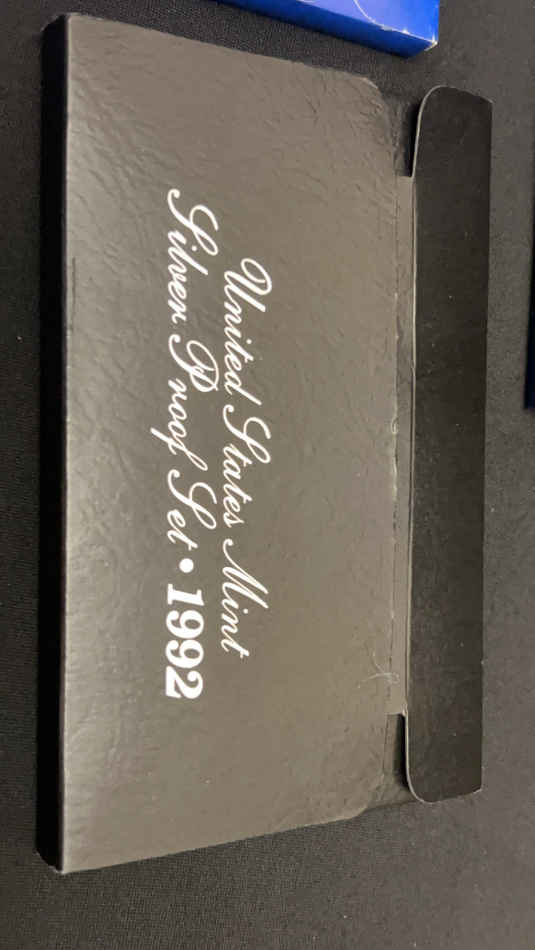 United States Mint
Silver Proof Set • 1992